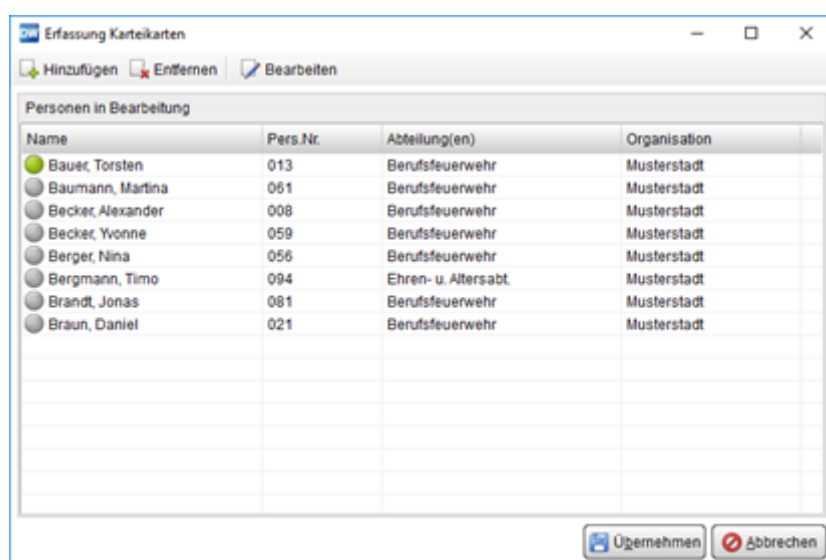 DW Erfassung Karteikarten
Hinzufügen Entfernen Bearbeiten
Personen in Bearbeitung
Name Pers.Nr. Abteilung(en) Organisation
Bauer, Torsten 013 Berufsfeuerwehr Musterstadt
Baumann, Martina 061 Berufsfeuerwehr Musterstadt
Becker, Alexander 008 Berufsfeuerwehr Musterstadt
Becker, Yvonne 059 Berufsfeuerwehr Musterstadt
Berger, Nina 056 Berufsfeuerwehr Musterstadt
Bergmann, Timo 094 Ehren- u. Altersabt. Musterstadt
Brandt, Jonas 081 Berufsfeuerwehr Musterstadt
Braun, Daniel 021 Berufsfeuerwehr Musterstadt
Übernehmen Abbrechen